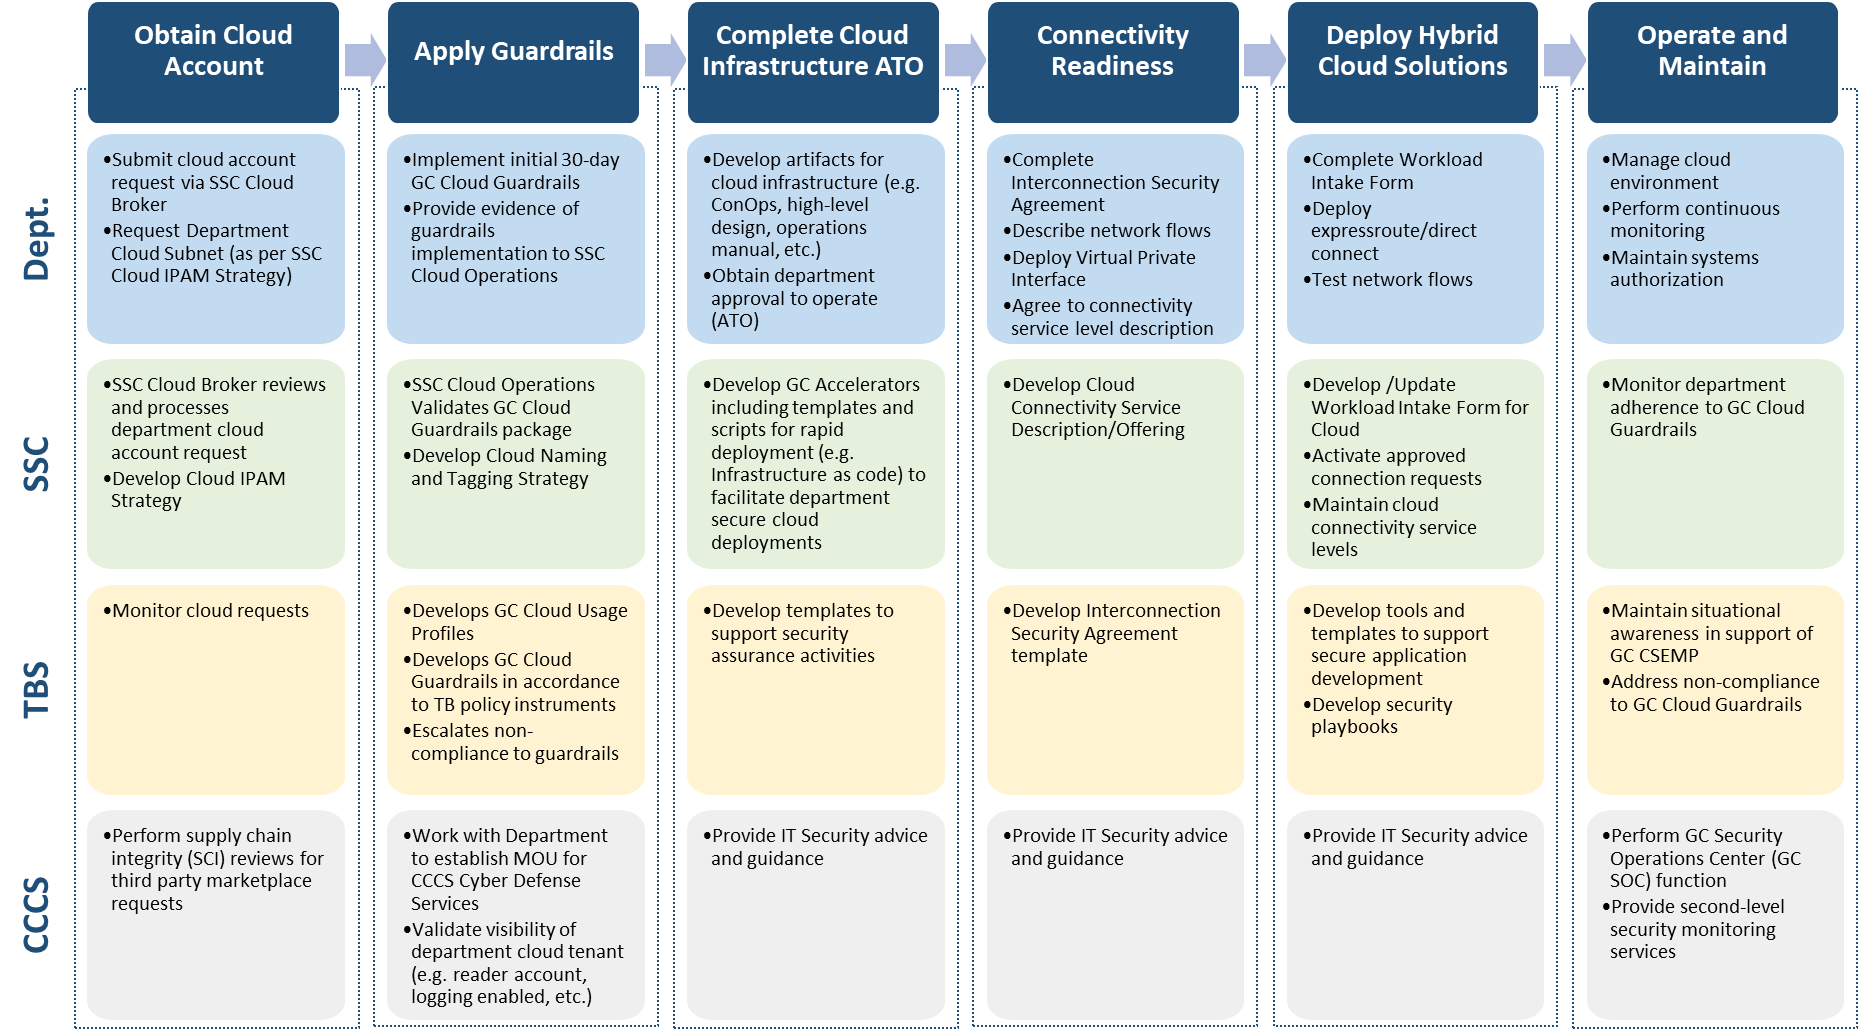 Obtain Cloud
Account
Apply Guardrails
Complete Cloud
Infrastructure ATO
Connectivity
Readiness
Deploy Hybrid
Cloud Solutions
Operate and
Maintain
Dept.
•Submit cloud account
request via SSC Cloud
Broker
•Request Department
Cloud Subnet (as per SSC
Cloud IPAM Strategy)
•Implement initial 30-day
GC Cloud Guardrails
•Provide evidence of
guardrails
implementation to SSC
Cloud Operations
•Develop artifacts for
cloud infrastructure (e.g.
ConOps, high-level
design, operations
manual, etc.)
•Obtain department
approval to operate
(ATO)
•Complete
Interconnection Security
Agreement
•Describe network flows
•Deploy Virtual Private
Interface
•Agree to connectivity
service level description
•Complete Workload
Intake Form
•Deploy
expressroute/direct
connect
•Test network flows
•Manage cloud
environment
•Perform continuous
monitoring
•Maintain systems
authorization
SSC
•SSC Cloud Broker reviews
and processes
department cloud
account request
•Develop Cloud IPAM
Strategy
•SSC Cloud Operations
Validates GC Cloud
Guardrails package
•Develop Cloud Naming
and Tagging Strategy
•Develop GC Accelerators
including templates and
scripts for rapid
deployment (e.g.
Infrastructure as code) to
facilitate department
secure cloud
deployments
•Develop Cloud
Connectivity Service
Description/Offering
•Develop /Update
Workload Intake Form for
Cloud
•Activate approved
connection requests
•Maintain cloud
connectivity service
levels
•Monitor department
adherence to GC Cloud
Guardrails
TBS
•Monitor cloud requests
•Develops GC Cloud Usage
Profiles
•Develops GC Cloud
Guardrails in accordance
to TB policy instruments
•Escalates non-
compliance to guardrails
•Develop templates to
support security
assurance activities
•Develop Interconnection
Security Agreement
template
•Develop tools and
templates to support
secure application
development
•Develop security
playbooks
•Maintain situational
awareness in support of
GC CSEMP
•Address non-compliance
to GC Cloud Guardrails
CCCS
•Perform supply chain
integrity (SCI) reviews for
third party marketplace
requests
•Work with Department
to establish MOU for
CCCS Cyber Defense
Services
•Validate visibility of
department cloud tenant
(e.g. reader account,
logging enabled, etc.)
•Provide IT Security advice
and guidance
•Provide IT Security advice
and guidance
•Provide IT Security advice
and guidance
•Perform GC Security
Operations Center (GC
SOC) function
•Provide second-level
security monitoring
services